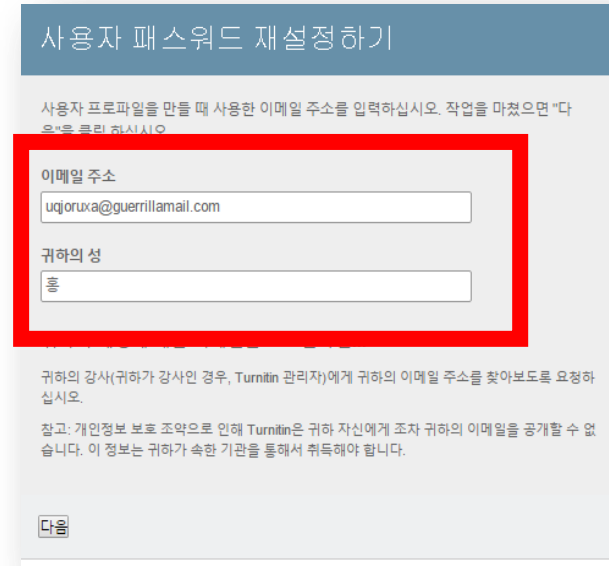 사용자 패스워드 재설정하기
사용자 프로파일을 만들 때 사용한 이메일 주소를 입력하십시오. 작업을 마쳤으면 "다
음"을 클릭 하십시오
이메일 주소
uqjoruxa@guerrillamail.com
귀하의 성
홍
귀하의 강사(귀하가 강사인 경우, Turnitin 관리자)에게 귀하의 이메일 주소를 찾아보도록 요청하
십시오.
참고: 개인정보 보호 조약으로 인해 Turnitin은 귀하 자신에게 조차 귀하의 이메일을 공개할 수 없
습니다. 이 정보는 귀하가 속한 기관을 통해서 취득해야 합니다.
다음